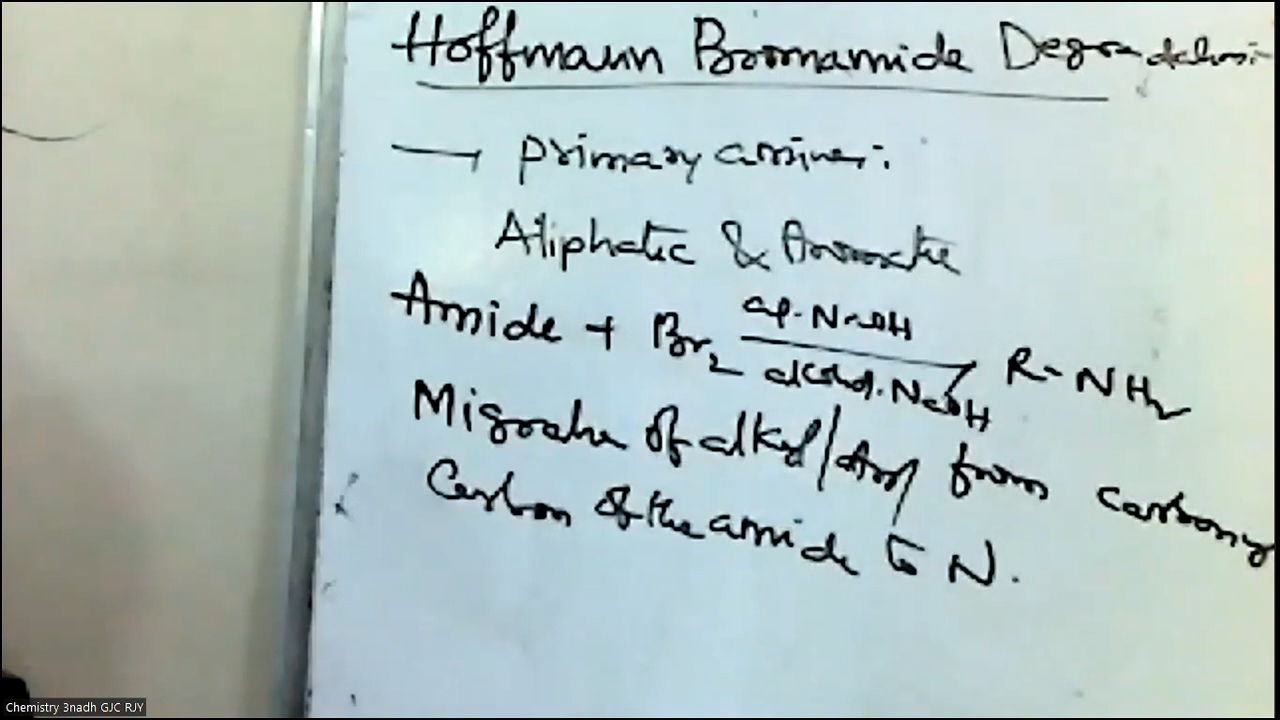 Hoffmann Bromamide Degradation
→ primary amines:
Aliphatic & Aromatic
Amide + Br2 aq. NaOH R-NH2
alcohol. NaOH
Migration of alkyl/Aryl from carbony
Carbon of the amide to N.
Chemistry 3nadh GJC RJY